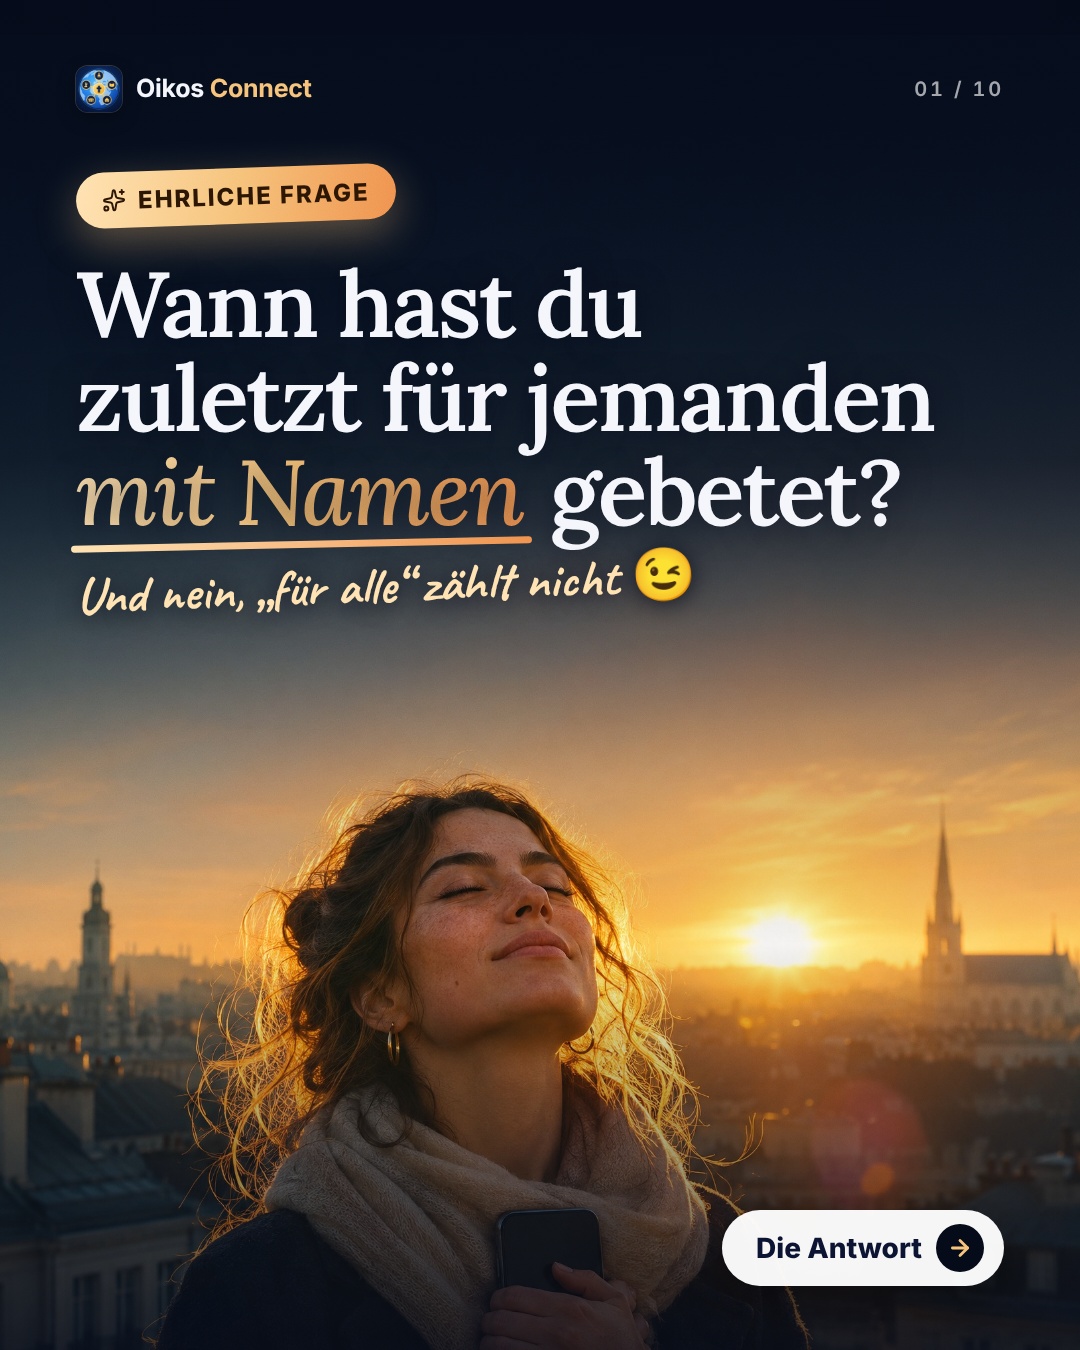 Oikos Connect
01 / 10
EHRLICHE FRAGE
Wann hast du
zuletzt für jemanden
mit Namen gebetet?
Und nein, „für alle“ zählt nicht 😉
Die Antwort